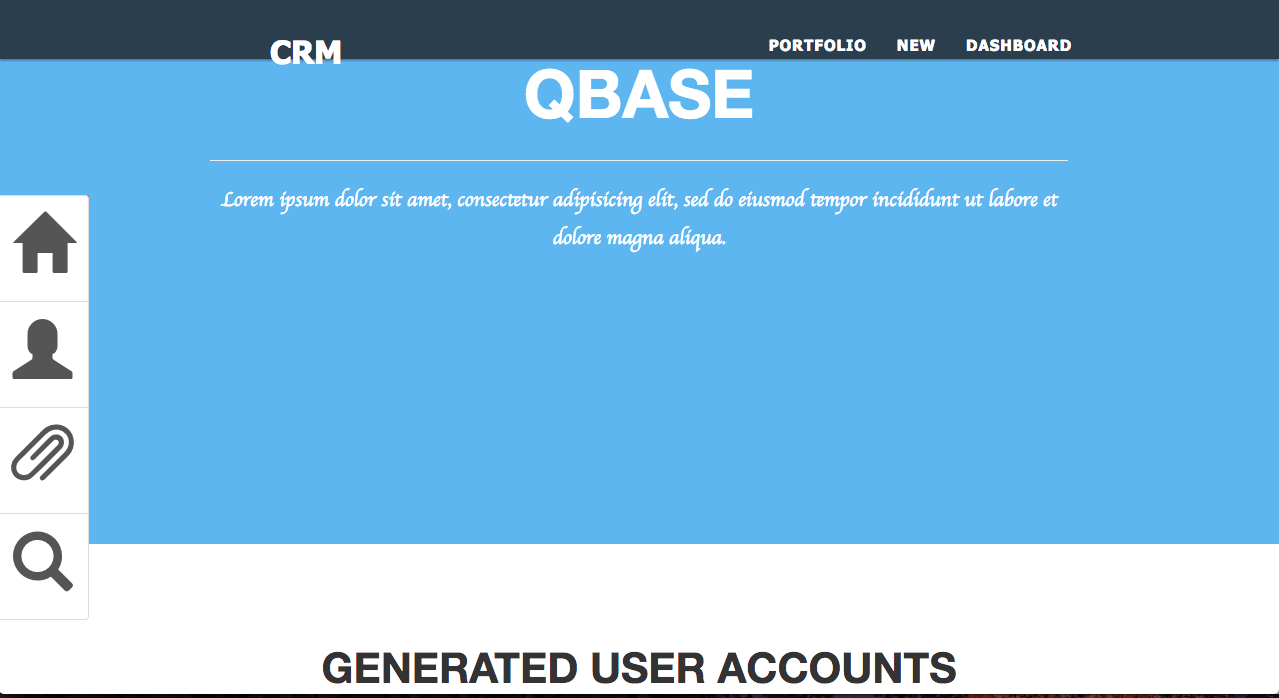 CRM
PORTFOLIO NEW DASHBOARD
QBASE
Lorem ipsum dolor sit amet, consectetur adipisicing elit, sed do eiusmod tempor incididunt ut labore et
dolore magna aliqua.
GENERATED USER ACCOUNTS